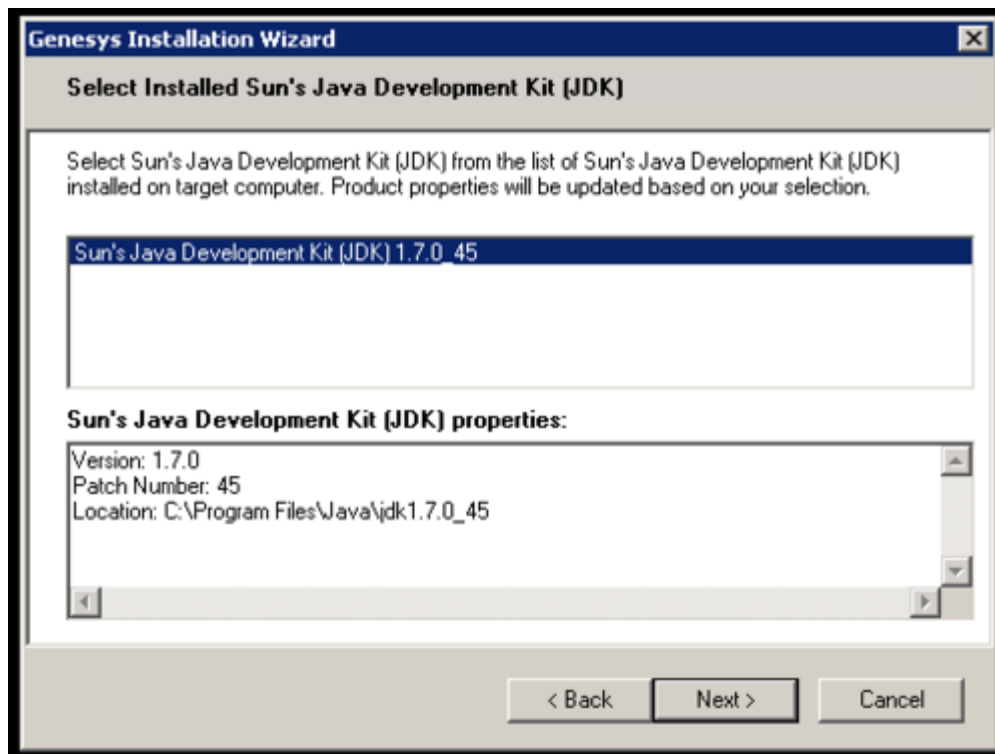 Genesys Installation Wizard
Select Installed Sun's Java Development Kit (JDK)
Select Sun's Java Development Kit (JDK) from the list of Sun's Java Development Kit (JDK)
installed on target computer. Product properties will be updated based on your selection.
Sun's Java Development Kit (JDK) 1.7.0_45
Sun's Java Development Kit (JDK) properties:
Version: 1.7.0
Patch Number: 45
Location: C:\Program Files\Java\jdk1.7.0_45
< Back Next > Cancel